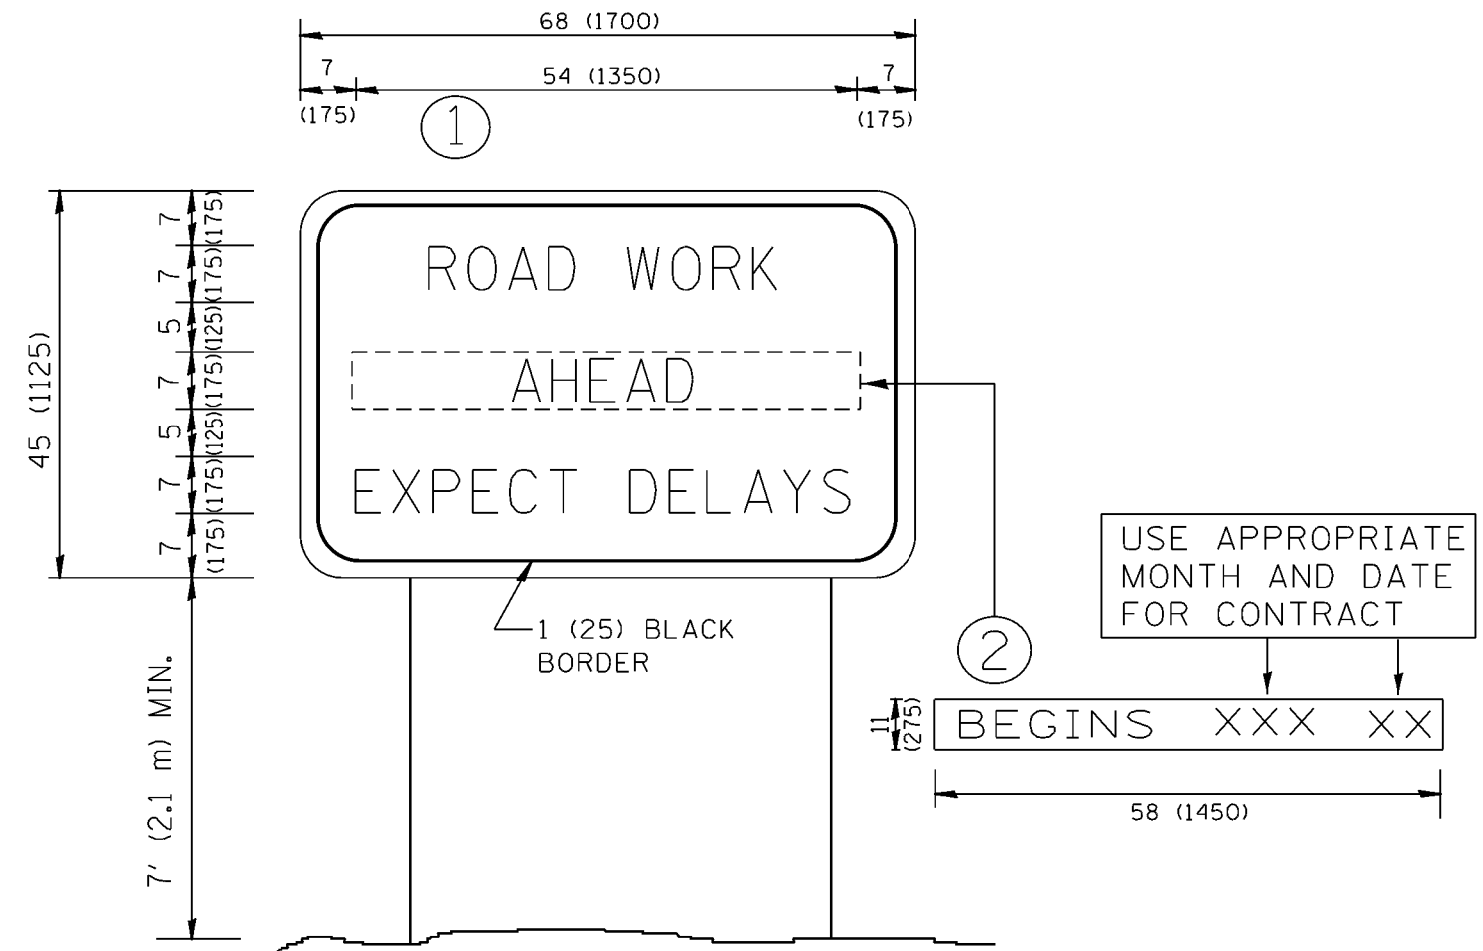 68 (1700)
7
54 (1350)
7
(175)
(175)
1
45 (1125)
7
(175)
7
(175)
5
(125)
7
(175)
5
(125)
7
(175)
7
(175)
ROAD WORK
AHEAD
EXPECT DELAYS
1 (25) BLACK
BORDER
7' (2.1 m) MIN.
2
USE APPROPRIATE
MONTH AND DATE
FOR CONTRACT
11
(275)
BEGINS XXX XX
58 (1450)